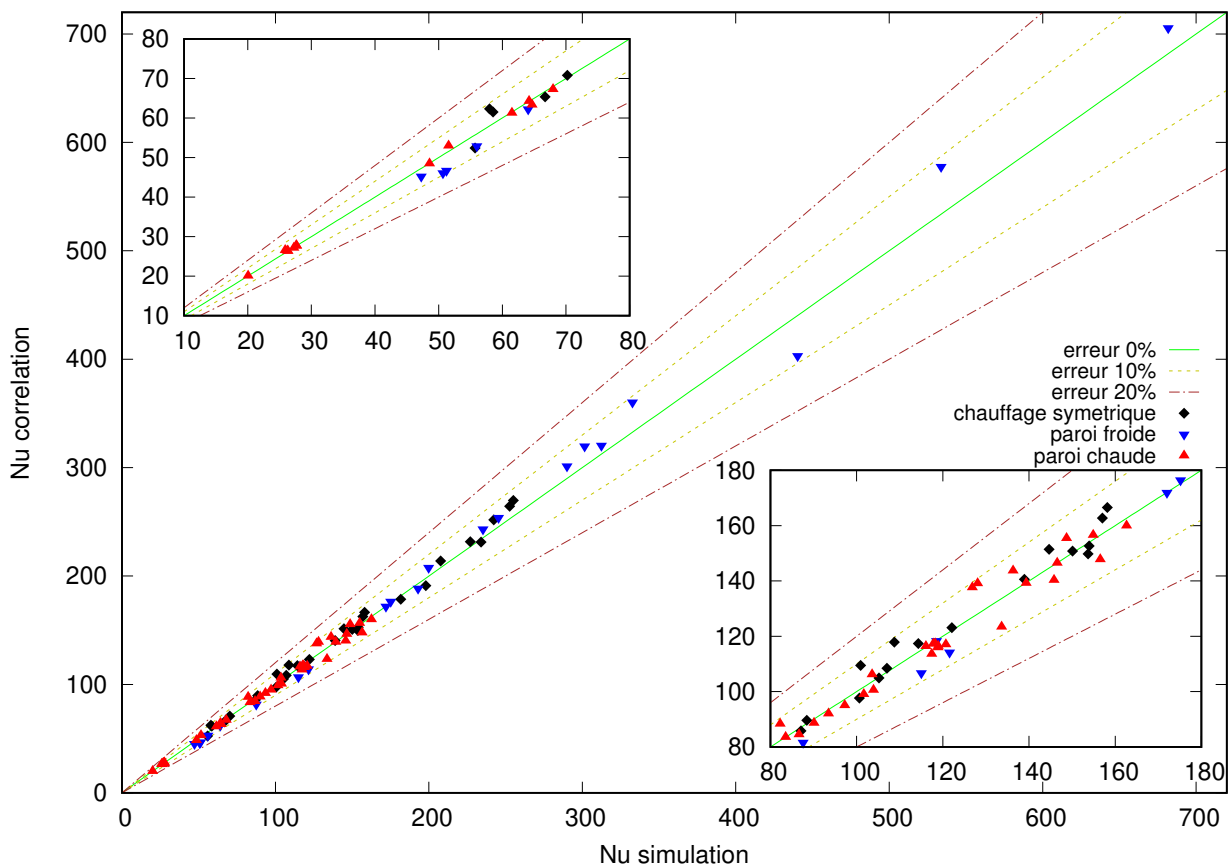 700
600
500
400
300
200
100
0
0 100 200 300 400 500 600 700
Nu correlation
Nu simulation
80
70
60
50
40
30
20
10
10 20 30 40 50 60 70 80
erreur 0%
erreur 10%
erreur 20%
chauffage symetrique
paroi froide
paroi chaude
180
160
140
120
100
80
80 100 120 140 160 180